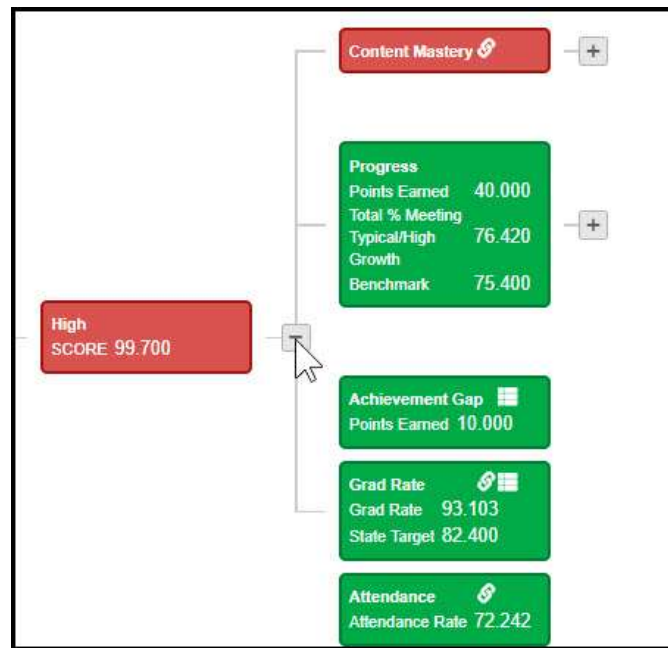 Content Mastery
+
Progress
Points Earned 40.000
Total % Meeting
Typical/High 76.420
Growth
Benchmark 75.400
+
High
SCORE 99.700
−
Achievement Gap
Points Earned 10.000
Grad Rate
Grad Rate 93.103
State Target 82.400
Attendance
Attendance Rate 72.242